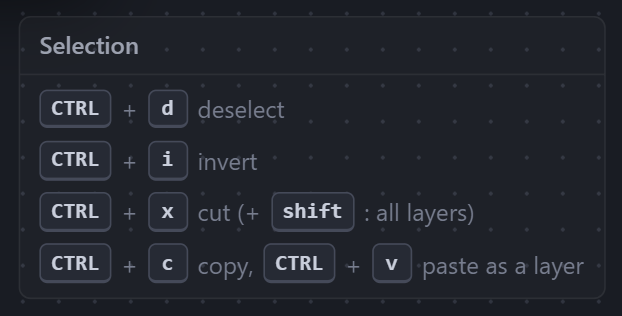 Selection
CTRL + d deselect
CTRL + i invert
CTRL + x cut (+ shift : all layers)
CTRL + c copy, CTRL + v paste as a layer